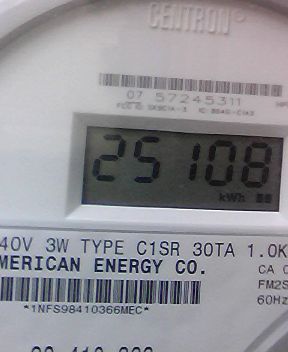 CENTRON
07 57245311
25108
kWh
40V 3W TYPE C1SR 30TA 1.0K
MERICAN ENERGY CO.
CA
FM2S
60Hz
*1NFS98410366MEC*